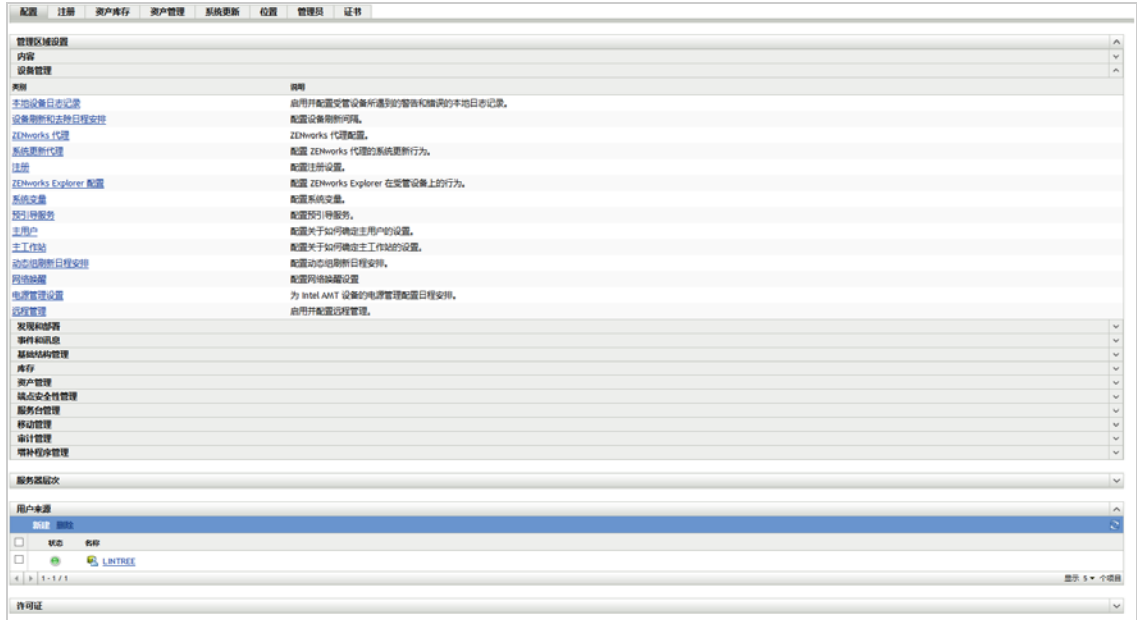 配置 注册 资产库存 资产管理 系统更新 位置 管理员 证书
管理区域设置
内容
设备管理
类别 说明
本地设备日志记录 启用并配置受管设备所遇到的警告和错误的本地日志记录。
设备刷新和去除日程安排 配置设备刷新间隔。
ZENworks 代理 ZENworks 代理配置。
系统更新代理 配置 ZENworks 代理的系统更新行为。
注册 配置注册设置。
ZENworks Explorer 配置 配置 ZENworks Explorer 在受管设备上的行为。
系统变量 配置系统变量。
预引导服务 配置预引导服务。
主用户 配置关于如何确定主用户的设置。
主工作站 配置关于如何确定主工作站的设置。
动态组刷新日程安排 配置动态组刷新日程安排。
网络唤醒 配置网络唤醒设置
电源管理设置 为 Intel AMT 设备的电源管理配置日程安排。
远程管理 启用并配置远程管理。
发现和部署
事件和讯息
基础结构管理
库存
资产管理
端点安全性管理
服务台管理
移动管理
审计管理
增补程序管理
服务器层次
用户来源
新建 删除
状态 名称
LINTREE
1 - 1 / 1 显示 5 个项目
许可证